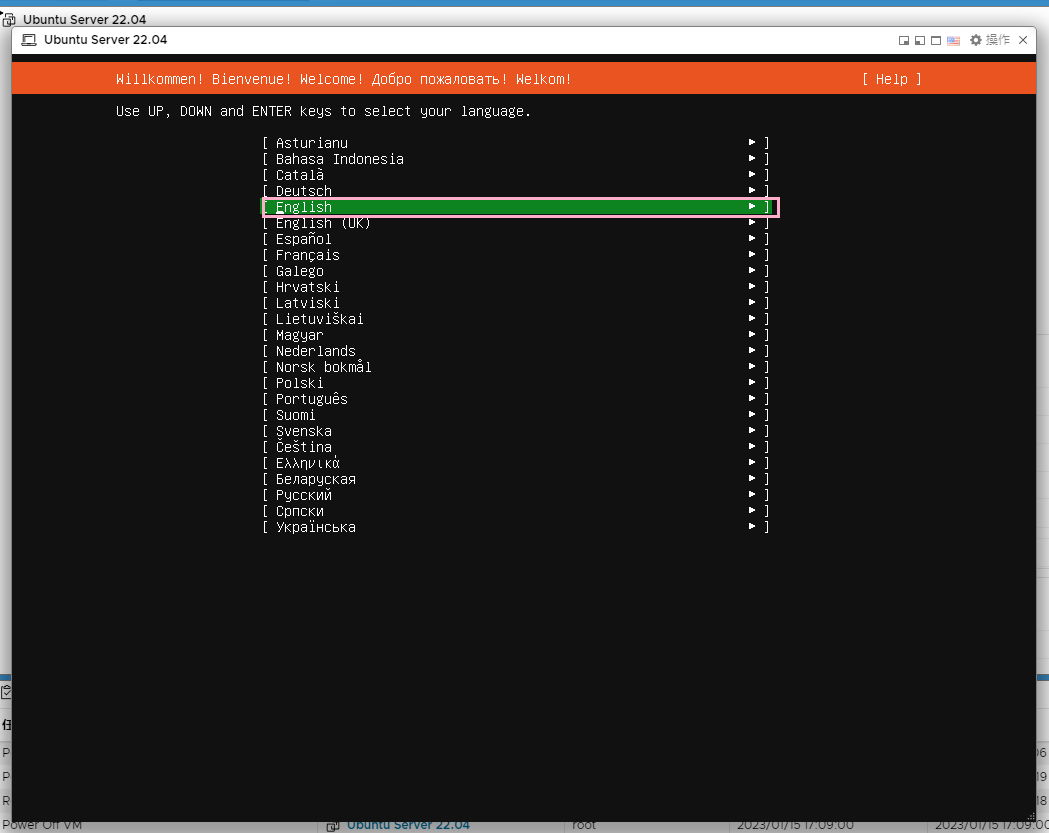 Ubuntu Server 22.04
Ubuntu Server 22.04 操作
Willkommen! Bienvenue! Welcome! Добро пожаловать! Welkom! [ Help ]
Use UP, DOWN and ENTER keys to select your language.
[ Asturianu ► ]
[ Bahasa Indonesia ► ]
[ Català ► ]
[ Deutsch ► ]
[ English ► ]
[ English (UK) ► ]
[ Español ► ]
[ Français ► ]
[ Galego ► ]
[ Hrvatski ► ]
[ Latviski ► ]
[ Lietuviškai ► ]
[ Magyar ► ]
[ Nederlands ► ]
[ Norsk bokmål ► ]
[ Polski ► ]
[ Português ► ]
[ Suomi ► ]
[ Svenska ► ]
[ Čeština ► ]
[ Ελληνικά ► ]
[ Беларуская ► ]
[ Русский ► ]
[ Српски ► ]
[ Українська ► ]
Power Off VM Ubuntu Server 22.04 root 2023/01/15 17:09:00 2023/01/15 17:09:00